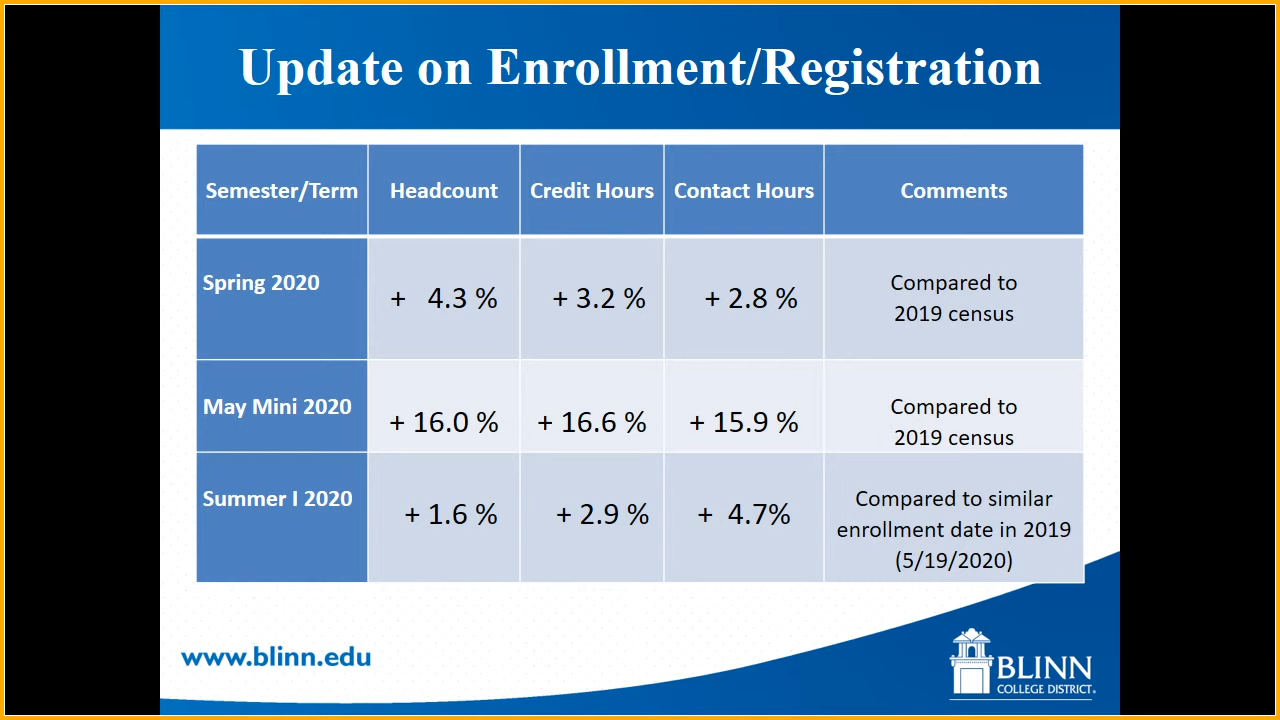 Update on Enrollment/Registration
Semester/Term Headcount Credit Hours Contact Hours Comments
Spring 2020 + 4.3 % + 3.2 % + 2.8 % Compared to
2019 census
May Mini 2020 + 16.0 % + 16.6 % + 15.9 % Compared to
2019 census
Summer I 2020 + 1.6 % + 2.9 % + 4.7% Compared to similar
enrollment date in 2019
(5/19/2020)
www.blinn.edu
BLINN
COLLEGE DISTRICT®